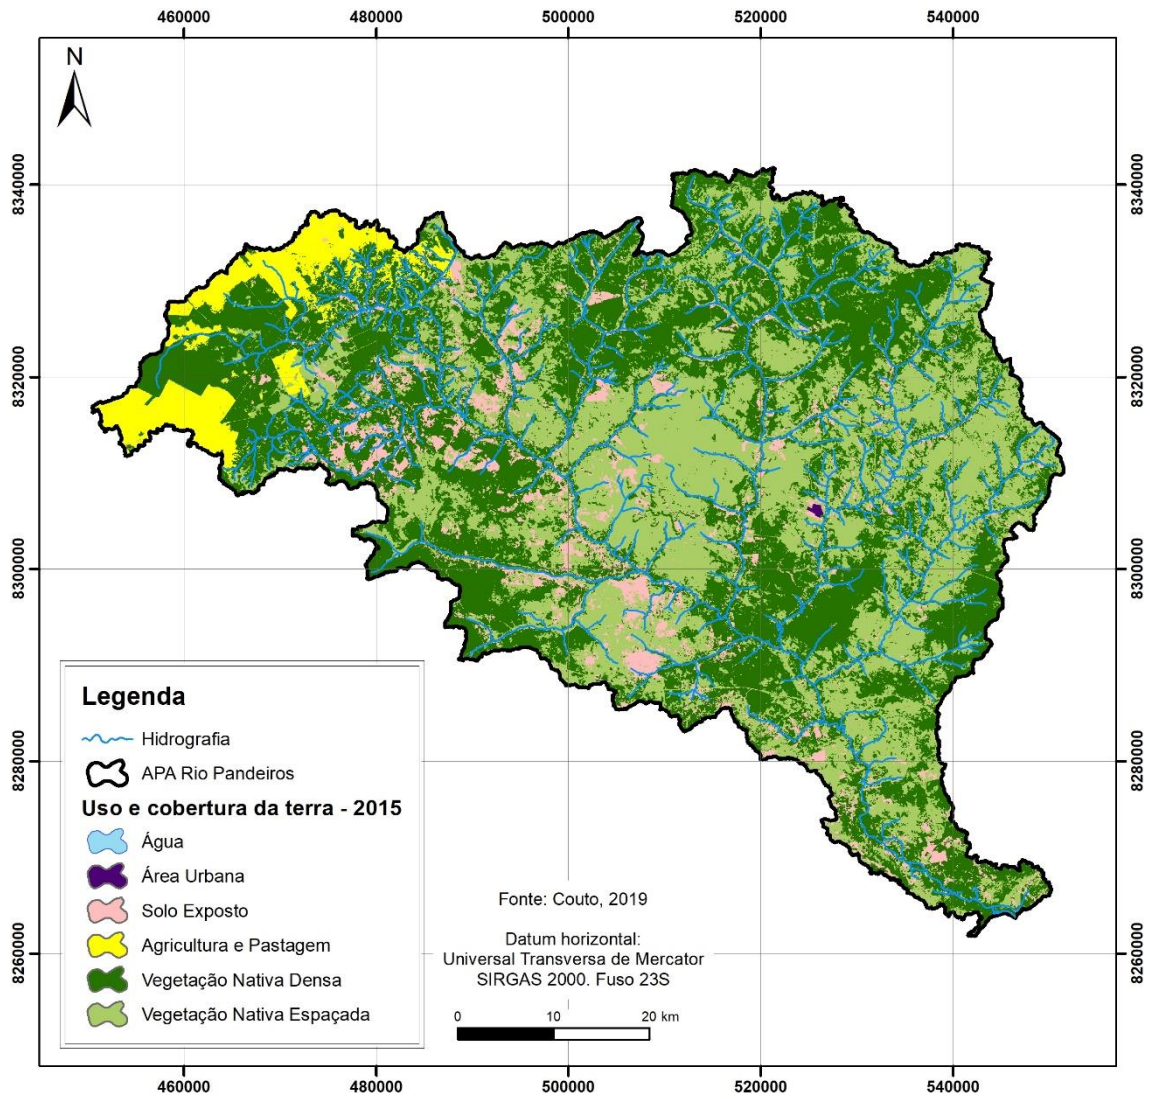 460000 480000 500000 520000 540000
N
8340000 8340000
8320000 8320000
8300000 8300000
8280000 8280000
8260000 8260000
Legenda
Hidrografia
APA Rio Pandeiros
Uso e cobertura da terra - 2015
Água
Área Urbana
Solo Exposto
Agricultura e Pastagem
Vegetação Nativa Densa
Vegetação Nativa Espaçada
Fonte: Couto, 2019
Datum horizontal:
Universal Transversa de Mercator
SIRGAS 2000. Fuso 23S
0 10 20 km
460000 480000 500000 520000 540000